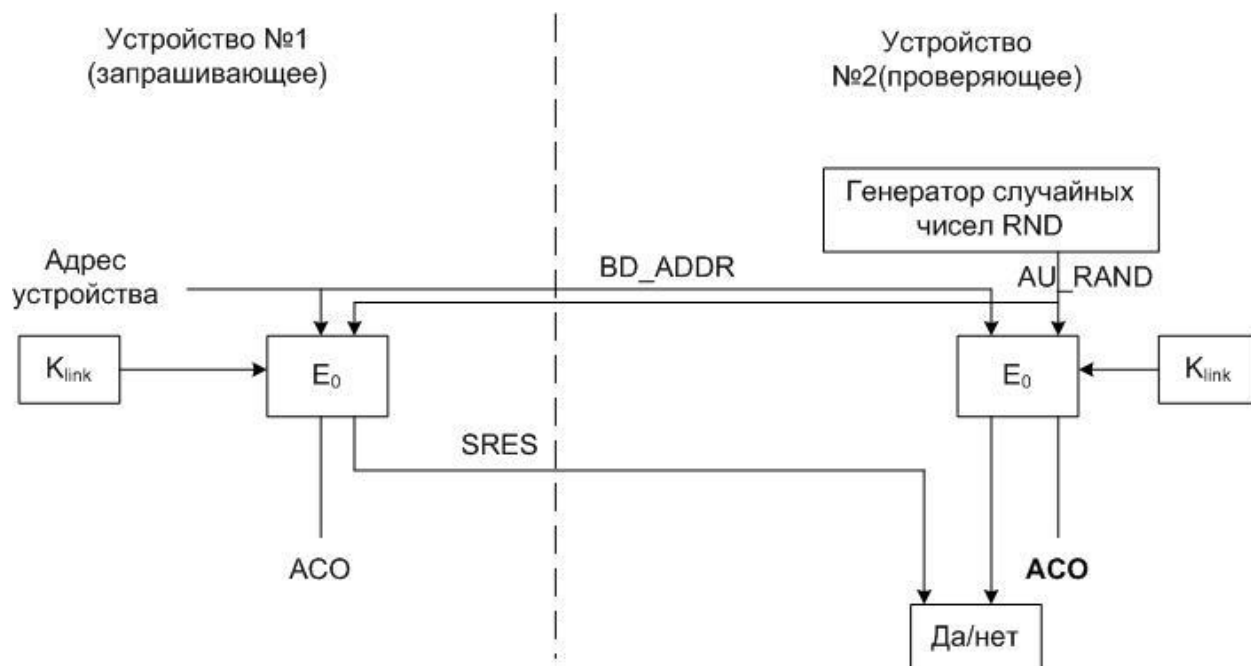 Устройство №1
(запрашивающее)
Устройство
№2(проверяющее)
Генератор случайных
чисел RND
Адрес
устройства
BD_ADDR
AU_RAND
Klink
E0
E0
Klink
SRES
ACO
ACO
Да/нет